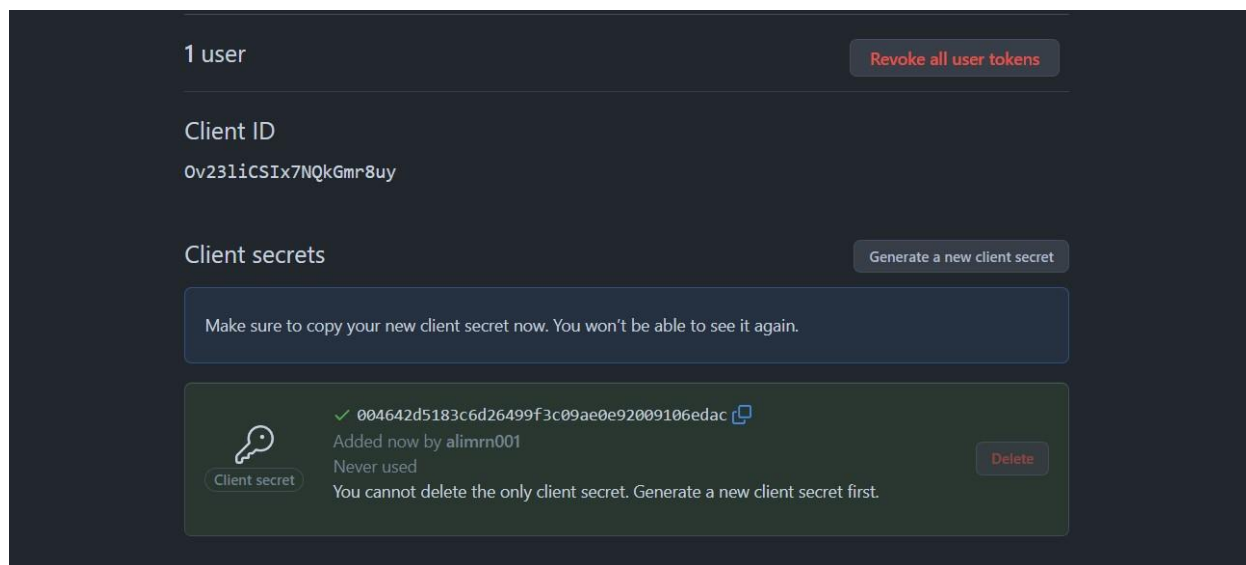 1 user
Revoke all user tokens
Client ID
Ov23liCSIx7NQkGmr8uy
Client secrets
Generate a new client secret
Make sure to copy your new client secret now. You won't be able to see it again.
004642d5183c6d26499f3c09ae0e92009106edac
Added now by alimrn001
Never used
You cannot delete the only client secret. Generate a new client secret first.
Client secret
Delete